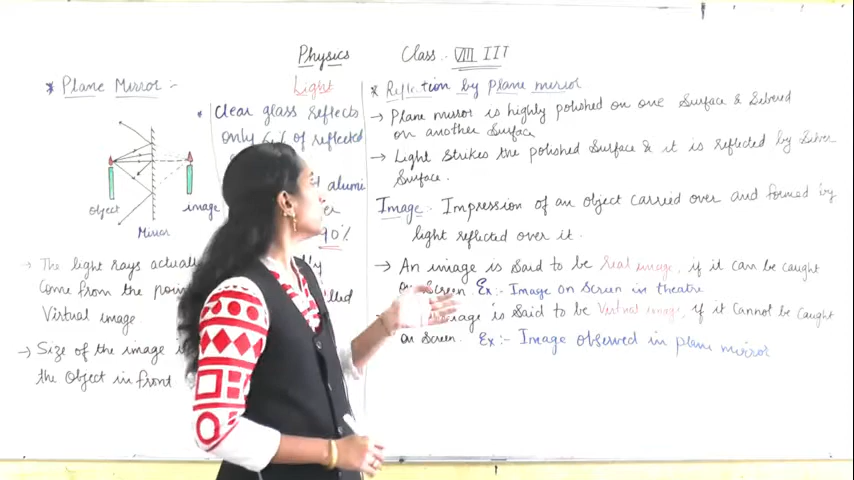 Physics Class :- VIII III
Light
* Plane Mirror :-
object
image
Mirror
→ The light rays actua
Come from the poin
Virtual image.
→ Size of the image i
the Object in front
* Clear glass reflects
only of reflected
alumi
90%
* Reflection by plane mirror
→ Plane mirror is highly polished on one Surface & Silvered
on another Surface
→ Light Strikes the polished Surface & it is reflected by Silver
Surface.
Image :- Impression of an object carried over and formed by
light reflected over it.
→ An image is Said to be Real image, if it can be caught
on Screen. Ex :- Image on Screen in theatre
image is Said to be Virtual image, if it cannot be Caught
on Screen. Ex :- Image observed in plane mirror